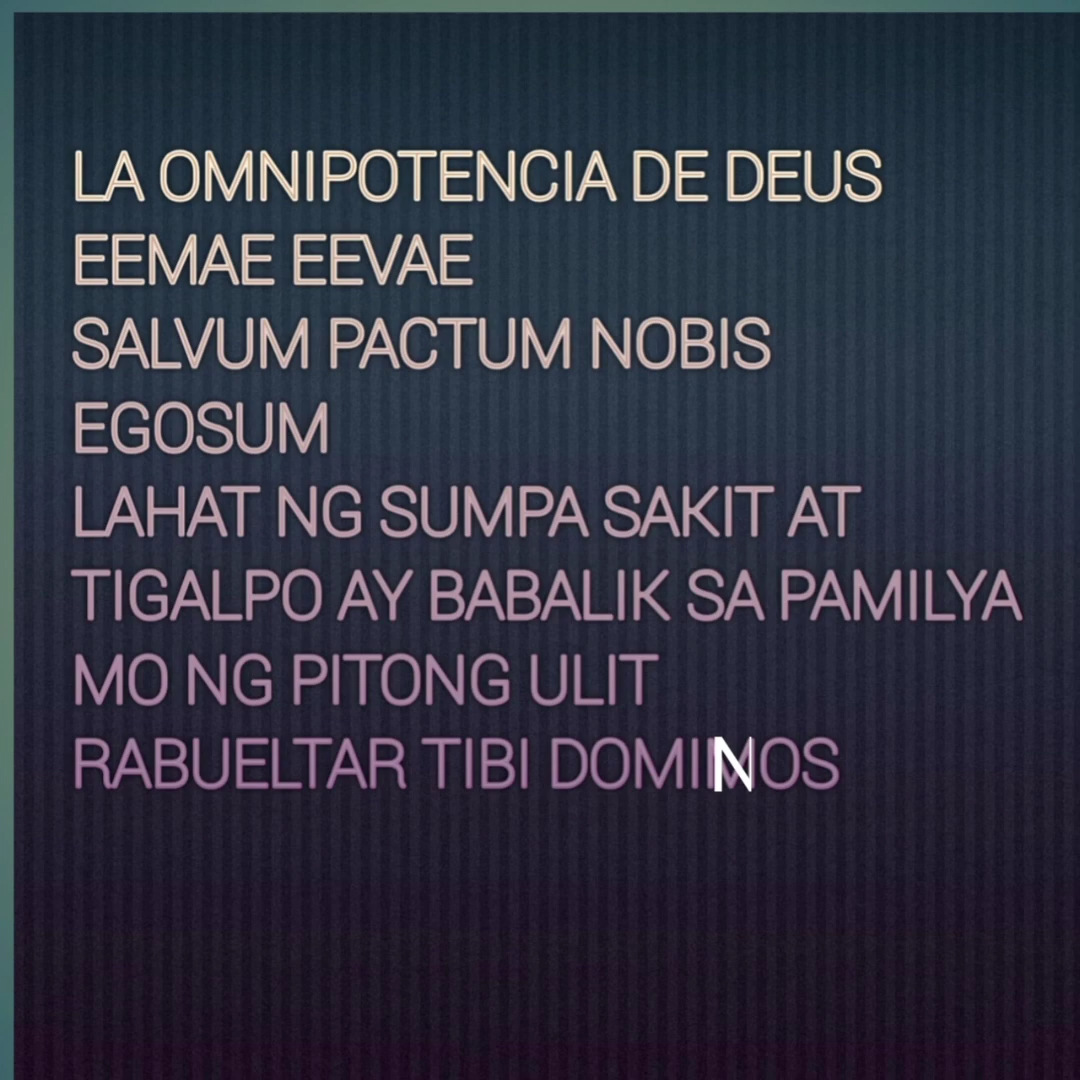 LA OMNIPOTENCIA DE DEUS
EEMAE EEVAE
SALVUM PACTUM NOBIS
EGOSUM
LAHAT NG SUMPA SAKIT AT
TIGALPO AY BABALIK SA PAMILYA
MO NG PITONG ULIT
RABUELTAR TIBI DOMINOS